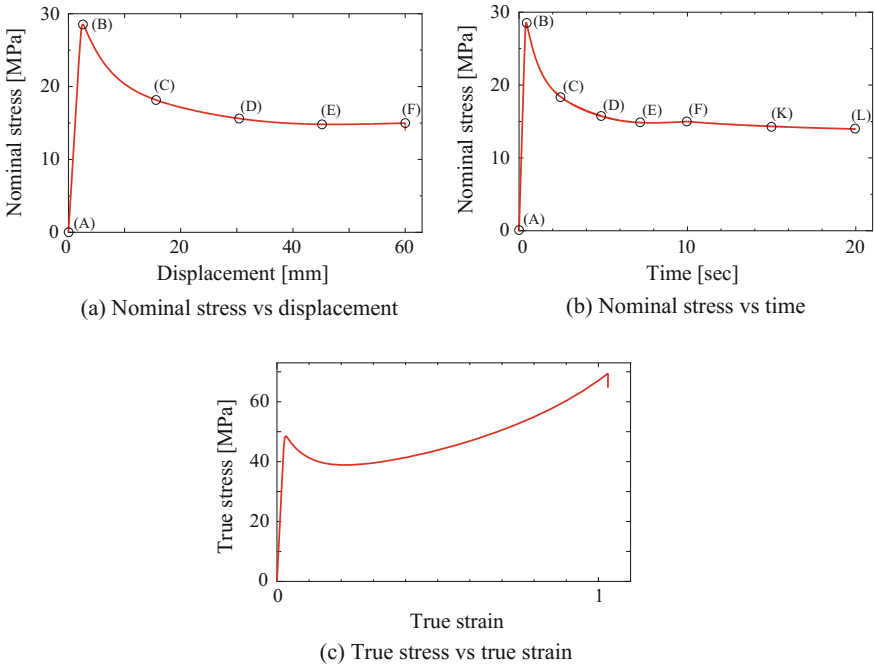 30
20
10
0
Nominal stress [MPa]
(A)
(B)
(C)
(D)
(E)
(F)
0
20
40
60
Displacement [mm]
(a) Nominal stress vs displacement
30
20
10
0
Nominal stress [MPa]
(A)
(B)
(C)
(D)
(E)
(F)
(K)
(L)
0
10
20
Time [sec]
(b) Nominal stress vs time
60
40
20
0
True stress [MPa]
0
1
True strain
(c) True stress vs true strain